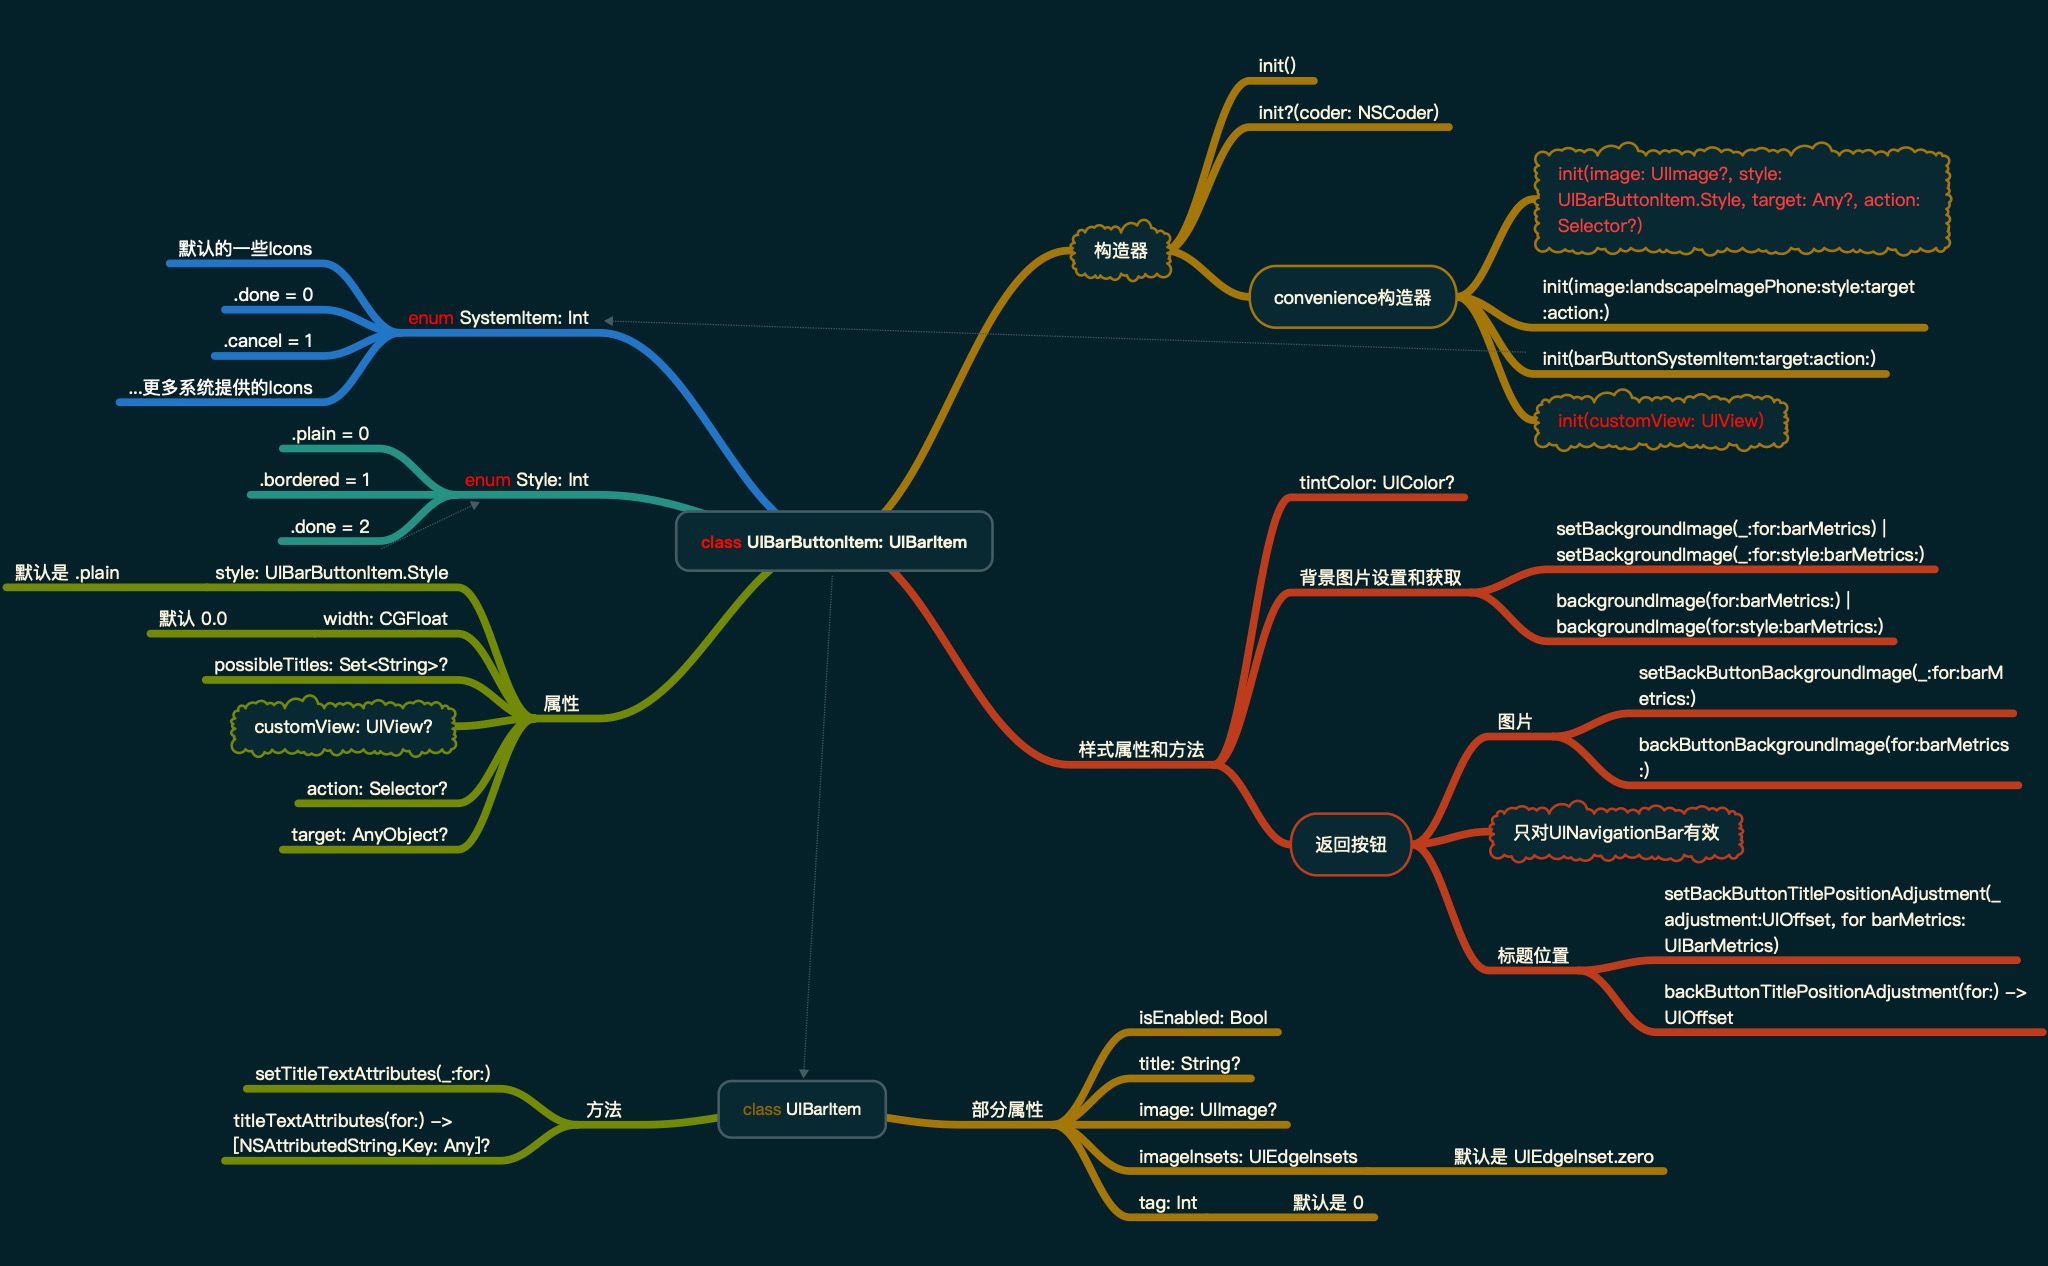 class UIBarButtonItem: UIBarItem
enum SystemItem: Int
默认的一些Icons
.done = 0
.cancel = 1
...更多系统提供的Icons
enum Style: Int
.plain = 0
.bordered = 1
.done = 2
属性
style: UIBarButtonItem.Style
默认是 .plain
width: CGFloat
默认 0.0
possibleTitles: Set<String>?
customView: UIView?
action: Selector?
target: AnyObject?
构造器
init()
init?(coder: NSCoder)
convenience构造器
init(image: UIImage?, style:
UIBarButtonItem.Style, target: Any?, action:
Selector?)
init(image:landscapeImagePhone:style:target
:action:)
init(barButtonSystemItem:target:action:)
init(customView: UIView)
样式属性和方法
tintColor: UIColor?
背景图片设置和获取
setBackgroundImage(_:for:barMetrics) |
setBackgroundImage(_:for:style:barMetrics:)
backgroundImage(for:barMetrics:) |
backgroundImage(for:style:barMetrics:)
返回按钮
图片
setBackButtonBackgroundImage(_:for:barM
etrics:)
backButtonBackgroundImage(for:barMetrics
:)
只对UINavigationBar有效
标题位置
setBackButtonTitlePositionAdjustment(_
adjustment:UIOffset, for barMetrics:
UIBarMetrics)
backButtonTitlePositionAdjustment(for:) ->
UIOffset
class UIBarItem
方法
setTitleTextAttributes(_:for:)
titleTextAttributes(for:) ->
[NSAttributedString.Key: Any]?
部分属性
isEnabled: Bool
title: String?
image: UIImage?
imageInsets: UIEdgeInsets
默认是 UIEdgeInset.zero
tag: Int
默认是 0